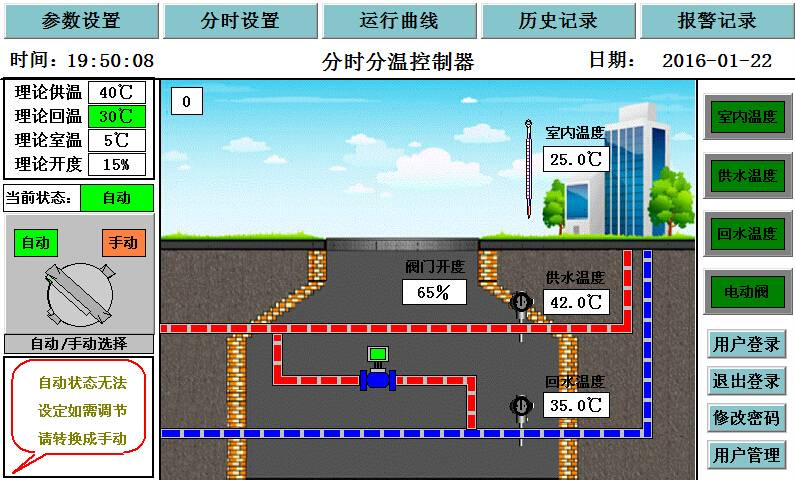 参数设置 分时设置 运行曲线 历史记录 报警记录
时间：19:50:08 分时分温控制器 日期： 2016-01-22
理论供温 40℃
理论回温 30℃
理论室温 5℃
理论开度 15%
当前状态： 自动
自动 手动
自动/手动选择
自动状态无法
设定如需调节
请转换成手动
0
室内温度
25.0℃
阀门开度
65%
供水温度
42.0℃
回水温度
35.0℃
室内温度
供水温度
回水温度
电动阀
用户登录
退出登录
修改密码
用户管理